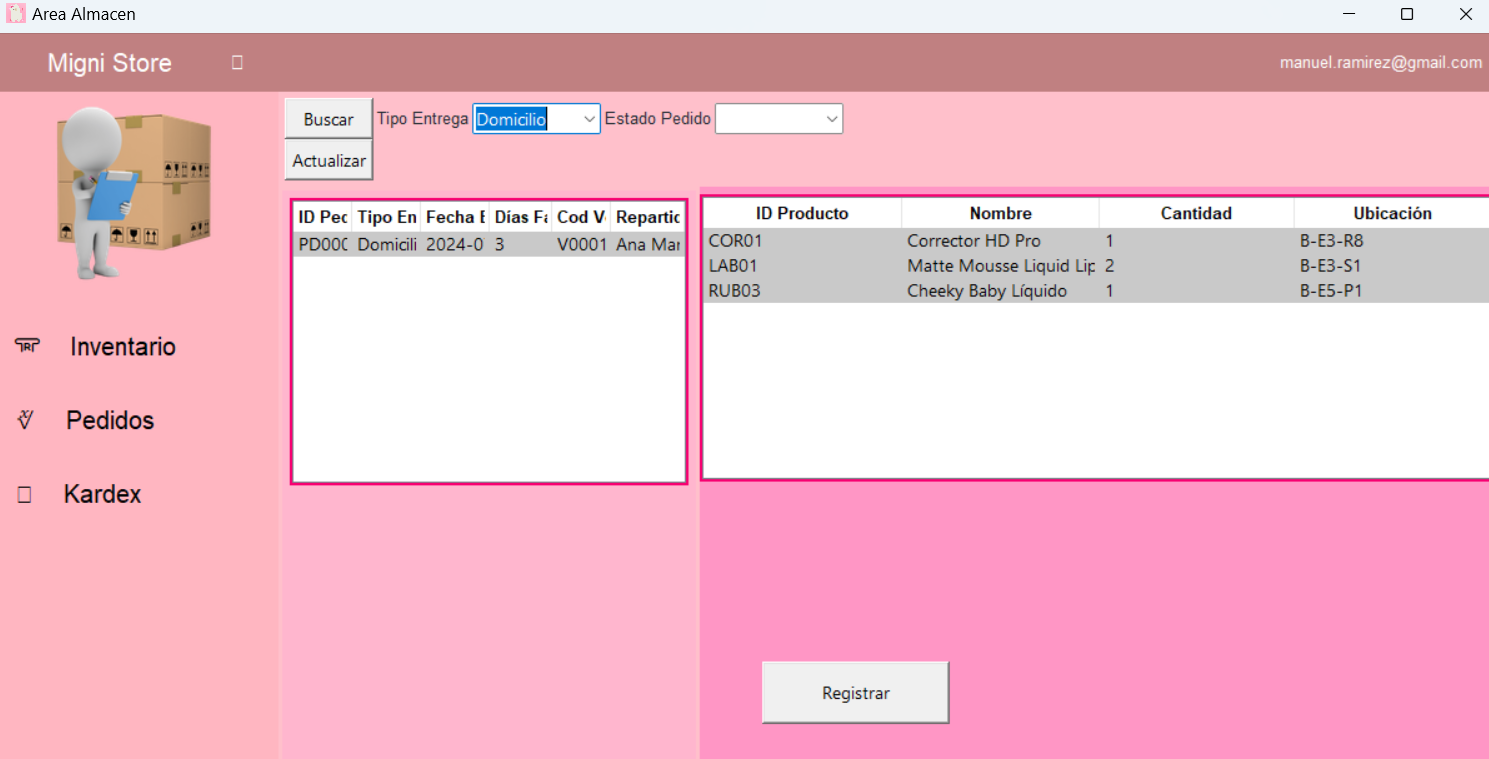 Area Almacen
Migni Store
manuel.ramirez@gmail.com
Buscar Tipo Entrega Domicilio Estado Pedido
Actualizar
ID Ped Tipo En Fecha E Días Fa Cod V Repartid
PD000 Domicili 2024-0 3 V0001 Ana Mar
ID Producto Nombre Cantidad Ubicación
COR01 Corrector HD Pro 1 B-E3-R8
LAB01 Matte Mousse Liquid Lip 2 B-E3-S1
RUB03 Cheeky Baby Líquido 1 B-E5-P1
Inventario
Pedidos
Kardex
Registrar